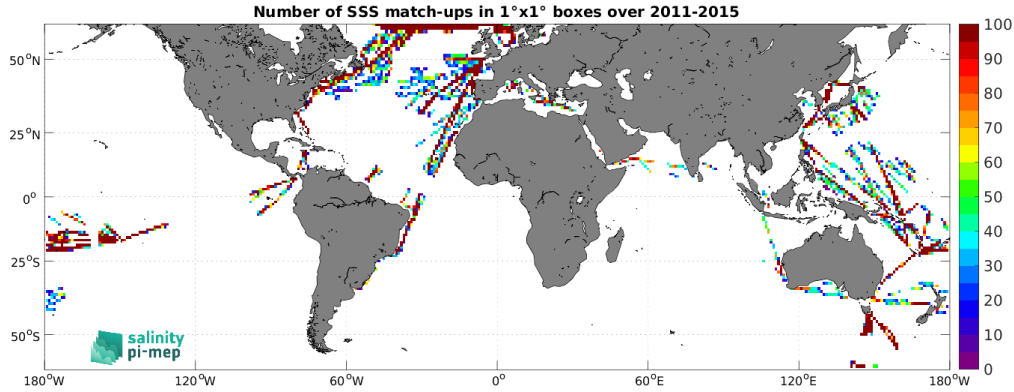 Number of SSS match-ups in 1°x1° boxes over 2011-2015
50°N
25°N
0°
25°S
50°S
180°W
120°W
60°W
0°
60°E
120°E
180°W
100
90
80
70
60
50
40
30
20
10
0
salinity
pi-mep